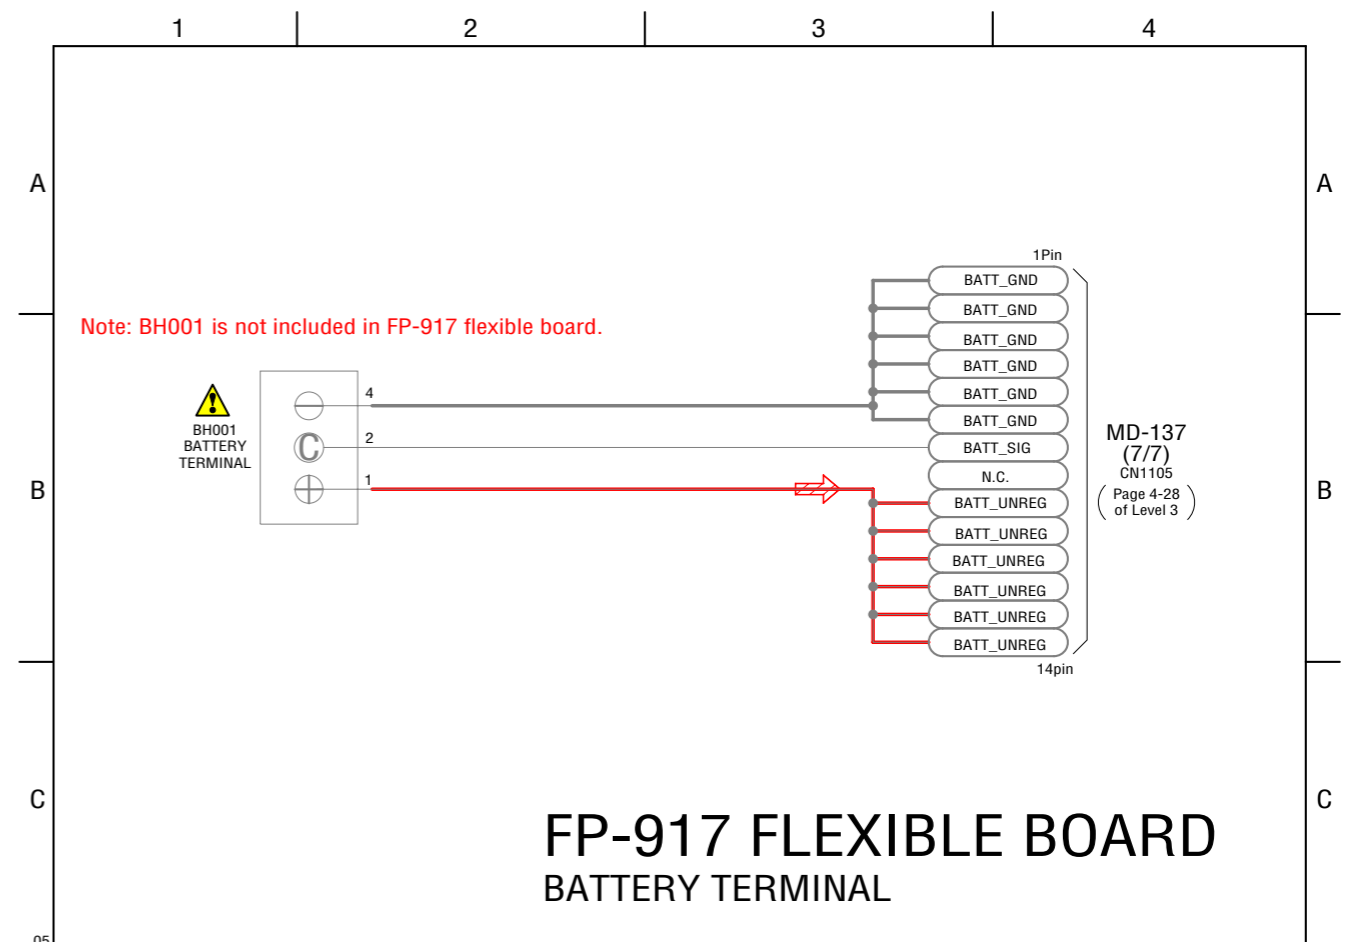 1 2 3 4
A A
1Pin
BATT_GND
BATT_GND
Note: BH001 is not included in FP-917 flexible board.
BATT_GND
BATT_GND
BATT_GND
BATT_GND
BATT_SIG
N.C.
BATT_UNREG
BATT_UNREG
BATT_UNREG
BATT_UNREG
BATT_UNREG
BATT_UNREG
14pin
4
2
1
C
BH001
BATTERY
TERMINAL
MD-137
(7/7)
CN1105
(Page 4-28
of Level 3)
B B
C C
FP-917 FLEXIBLE BOARD
BATTERY TERMINAL
05